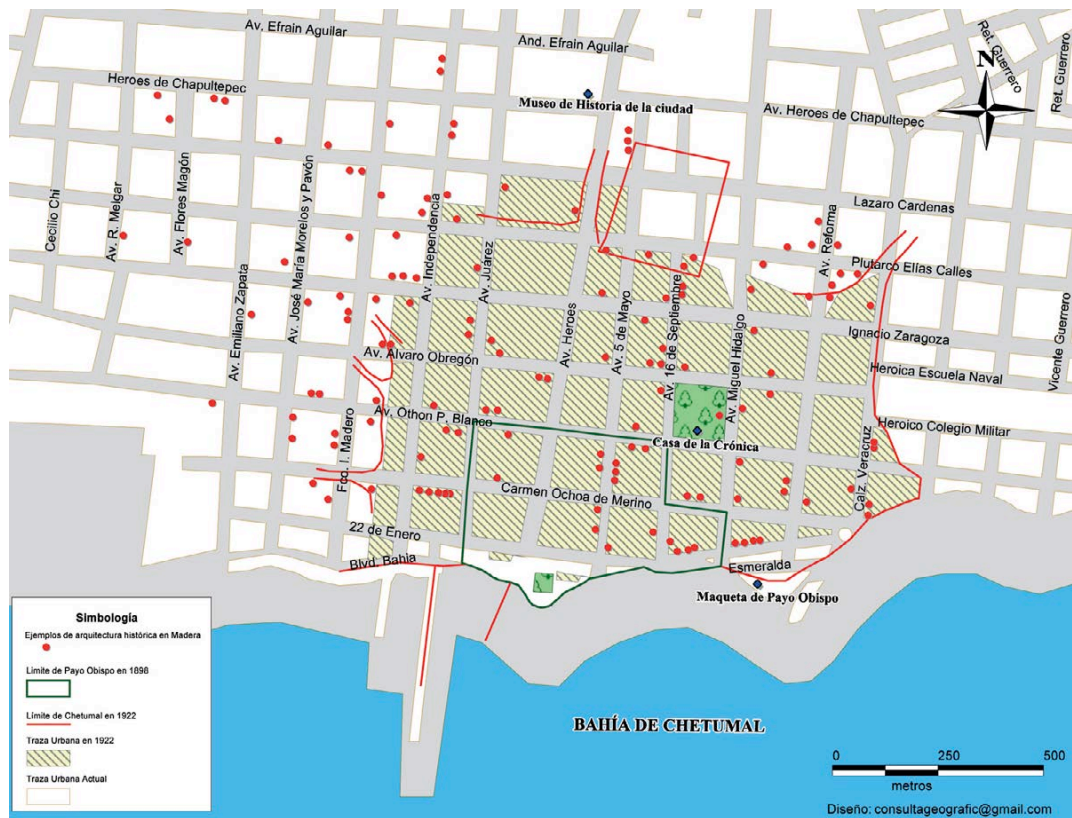 Av. Efrain Aguilar
And. Efrain Aguilar
Ret. Guerrero
Ret. Guerrero
N
Heroes de Chapultepec
Museo de Historia de la ciudad
Av. Heroes de Chapultepec
Cecilio Chi
Av. R. Melgar
Av. Flores Magón
Av. Emiliano Zapata
Av. José María Morelos y Pavón
Av. Independencia
Av. Juárez
Av. Heroes
Av. 5 de Mayo
Av. 16 de Septiembre
Av. Miguel Hidalgo
Av. Reforma
Lazaro Cardenas
Plutarco Elías Calles
Ignacio Zaragoza
Vicente Guerrero
Av. Alvaro Obregón
Heroica Escuela Naval
Av. Othon P. Blanco
Heroico Colegio Militar
Casa de la Crónica
Fco. I. Madero
Calz. Veracruz
Carmen Ochoa de Merino
22 de Enero
Blvd. Bahia
Esmeralda
Maqueta de Payo Obispo
BAHÍA DE CHETUMAL
Simbología
Ejemplos de arquitectura histórica en Madera
Límite de Payo Obispo en 1898
Límite de Chetumal en 1922
Traza Urbana en 1922
Traza Urbana Actual
0 250 500
metros
Diseño: consultageografic@gmail.com